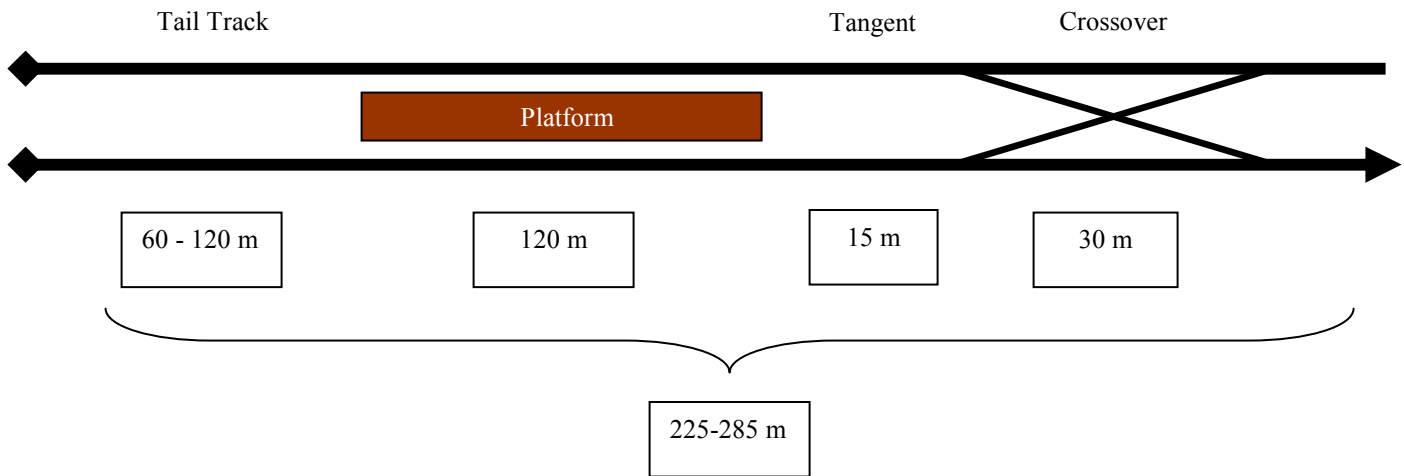 Tail Track
Tangent
Crossover
Platform
60 - 120 m
120 m
15 m
30 m
225-285 m